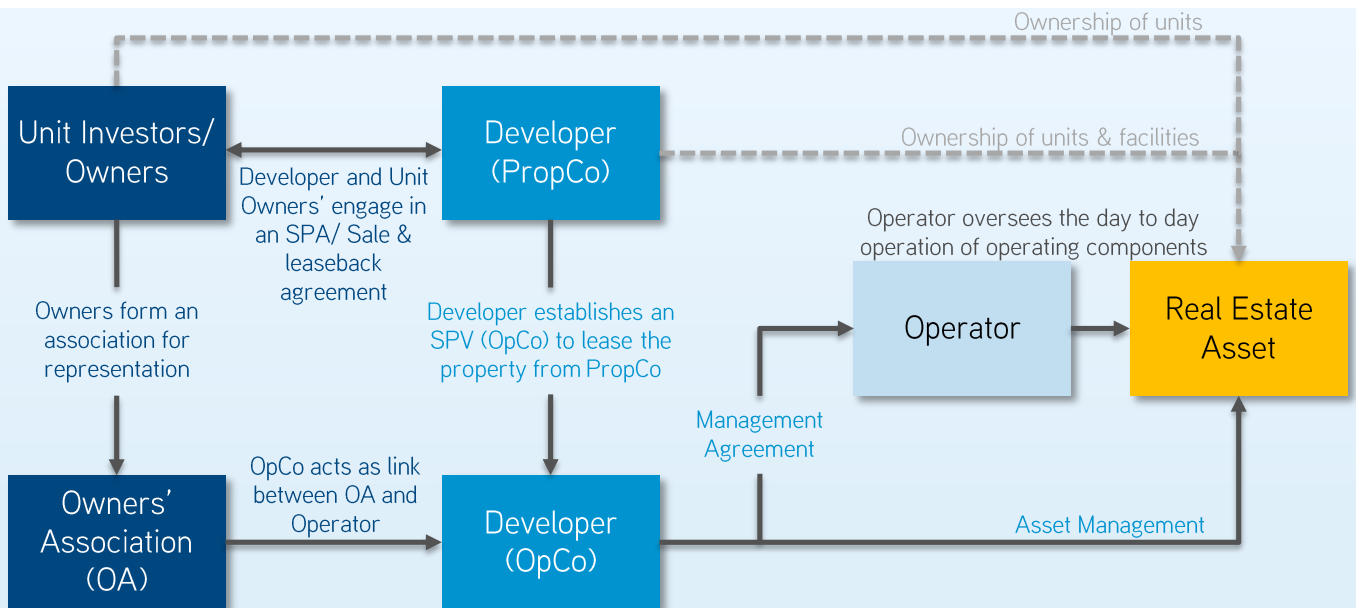 Ownership of units
Unit Investors/
Owners
Developer
(PropCo)
Ownership of units & facilities
Developer and Unit
Owners’ engage in
an SPA/ Sale &
leaseback
agreement
Operator oversees the day to day
operation of operating components
Owners form an
association for
representation
Developer establishes an
SPV (OpCo) to lease the
property from PropCo
Operator
Real Estate
Asset
Management
Agreement
OpCo acts as link
between OA and
Operator
Owners’
Association
(OA)
Developer
(OpCo)
Asset Management